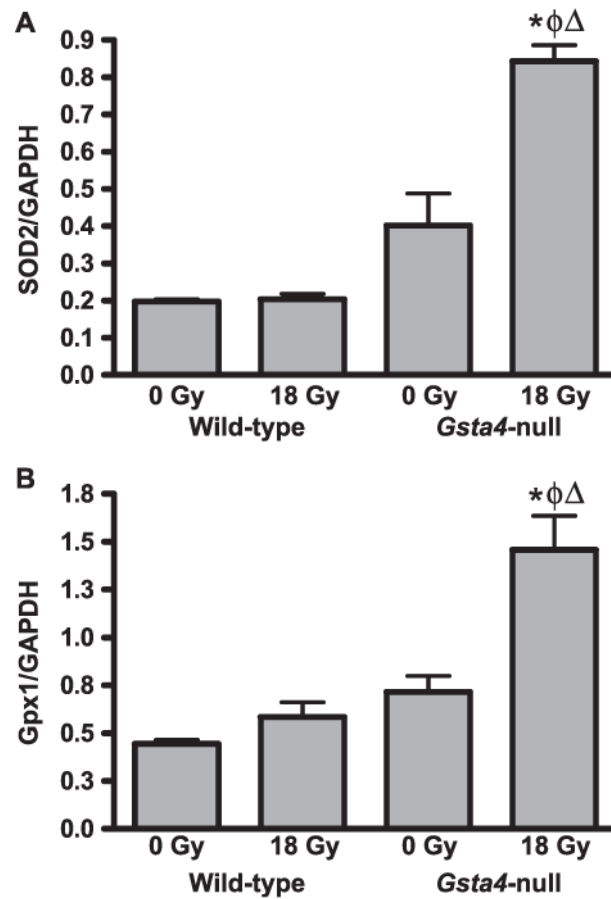 A
*ϕΔ
SOD2/GAPDH
0.9
0.8
0.7
0.6
0.5
0.4
0.3
0.2
0.1
0.0
0 Gy 18 Gy 0 Gy 18 Gy
Wild-type Gsta4-null
B
*ϕΔ
Gpx1/GAPDH
1.8
1.5
1.3
1.0
0.8
0.5
0.3
0.0
0 Gy 18 Gy 0 Gy 18 Gy
Wild-type Gsta4-null